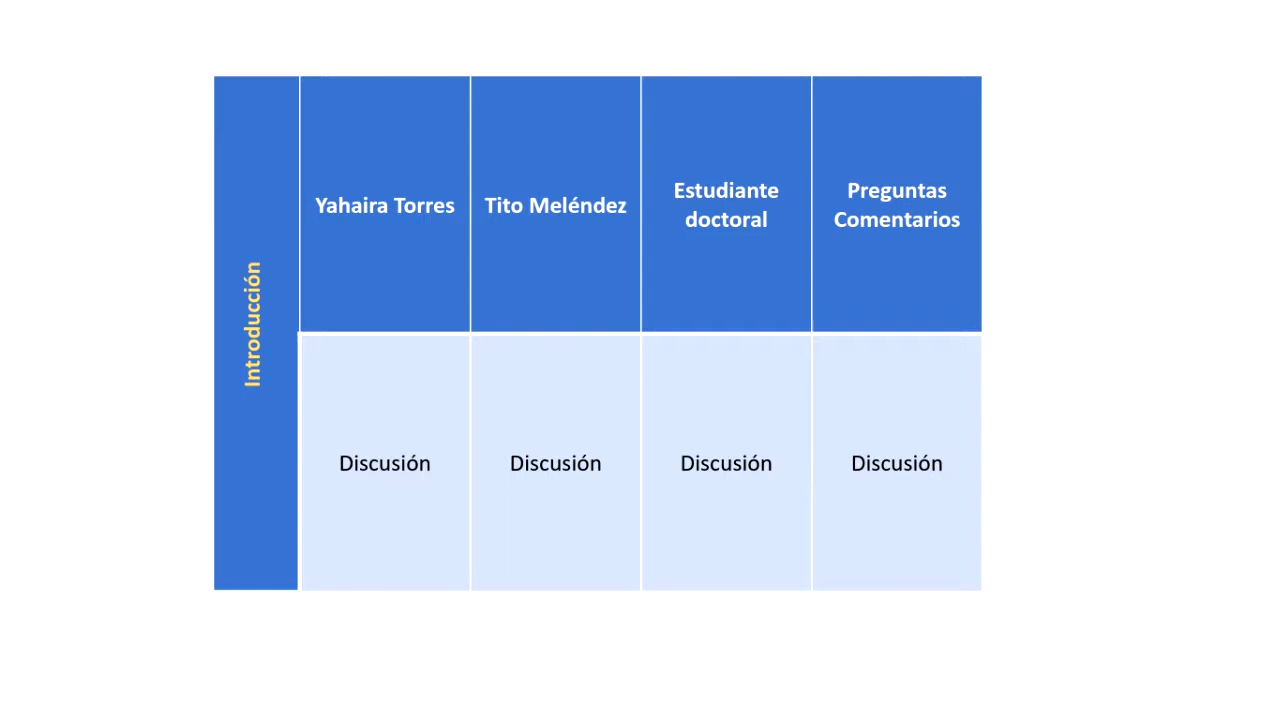 Introducción
Yahaira Torres
Tito Meléndez
Estudiante
doctoral
Preguntas
Comentarios
Discusión
Discusión
Discusión
Discusión